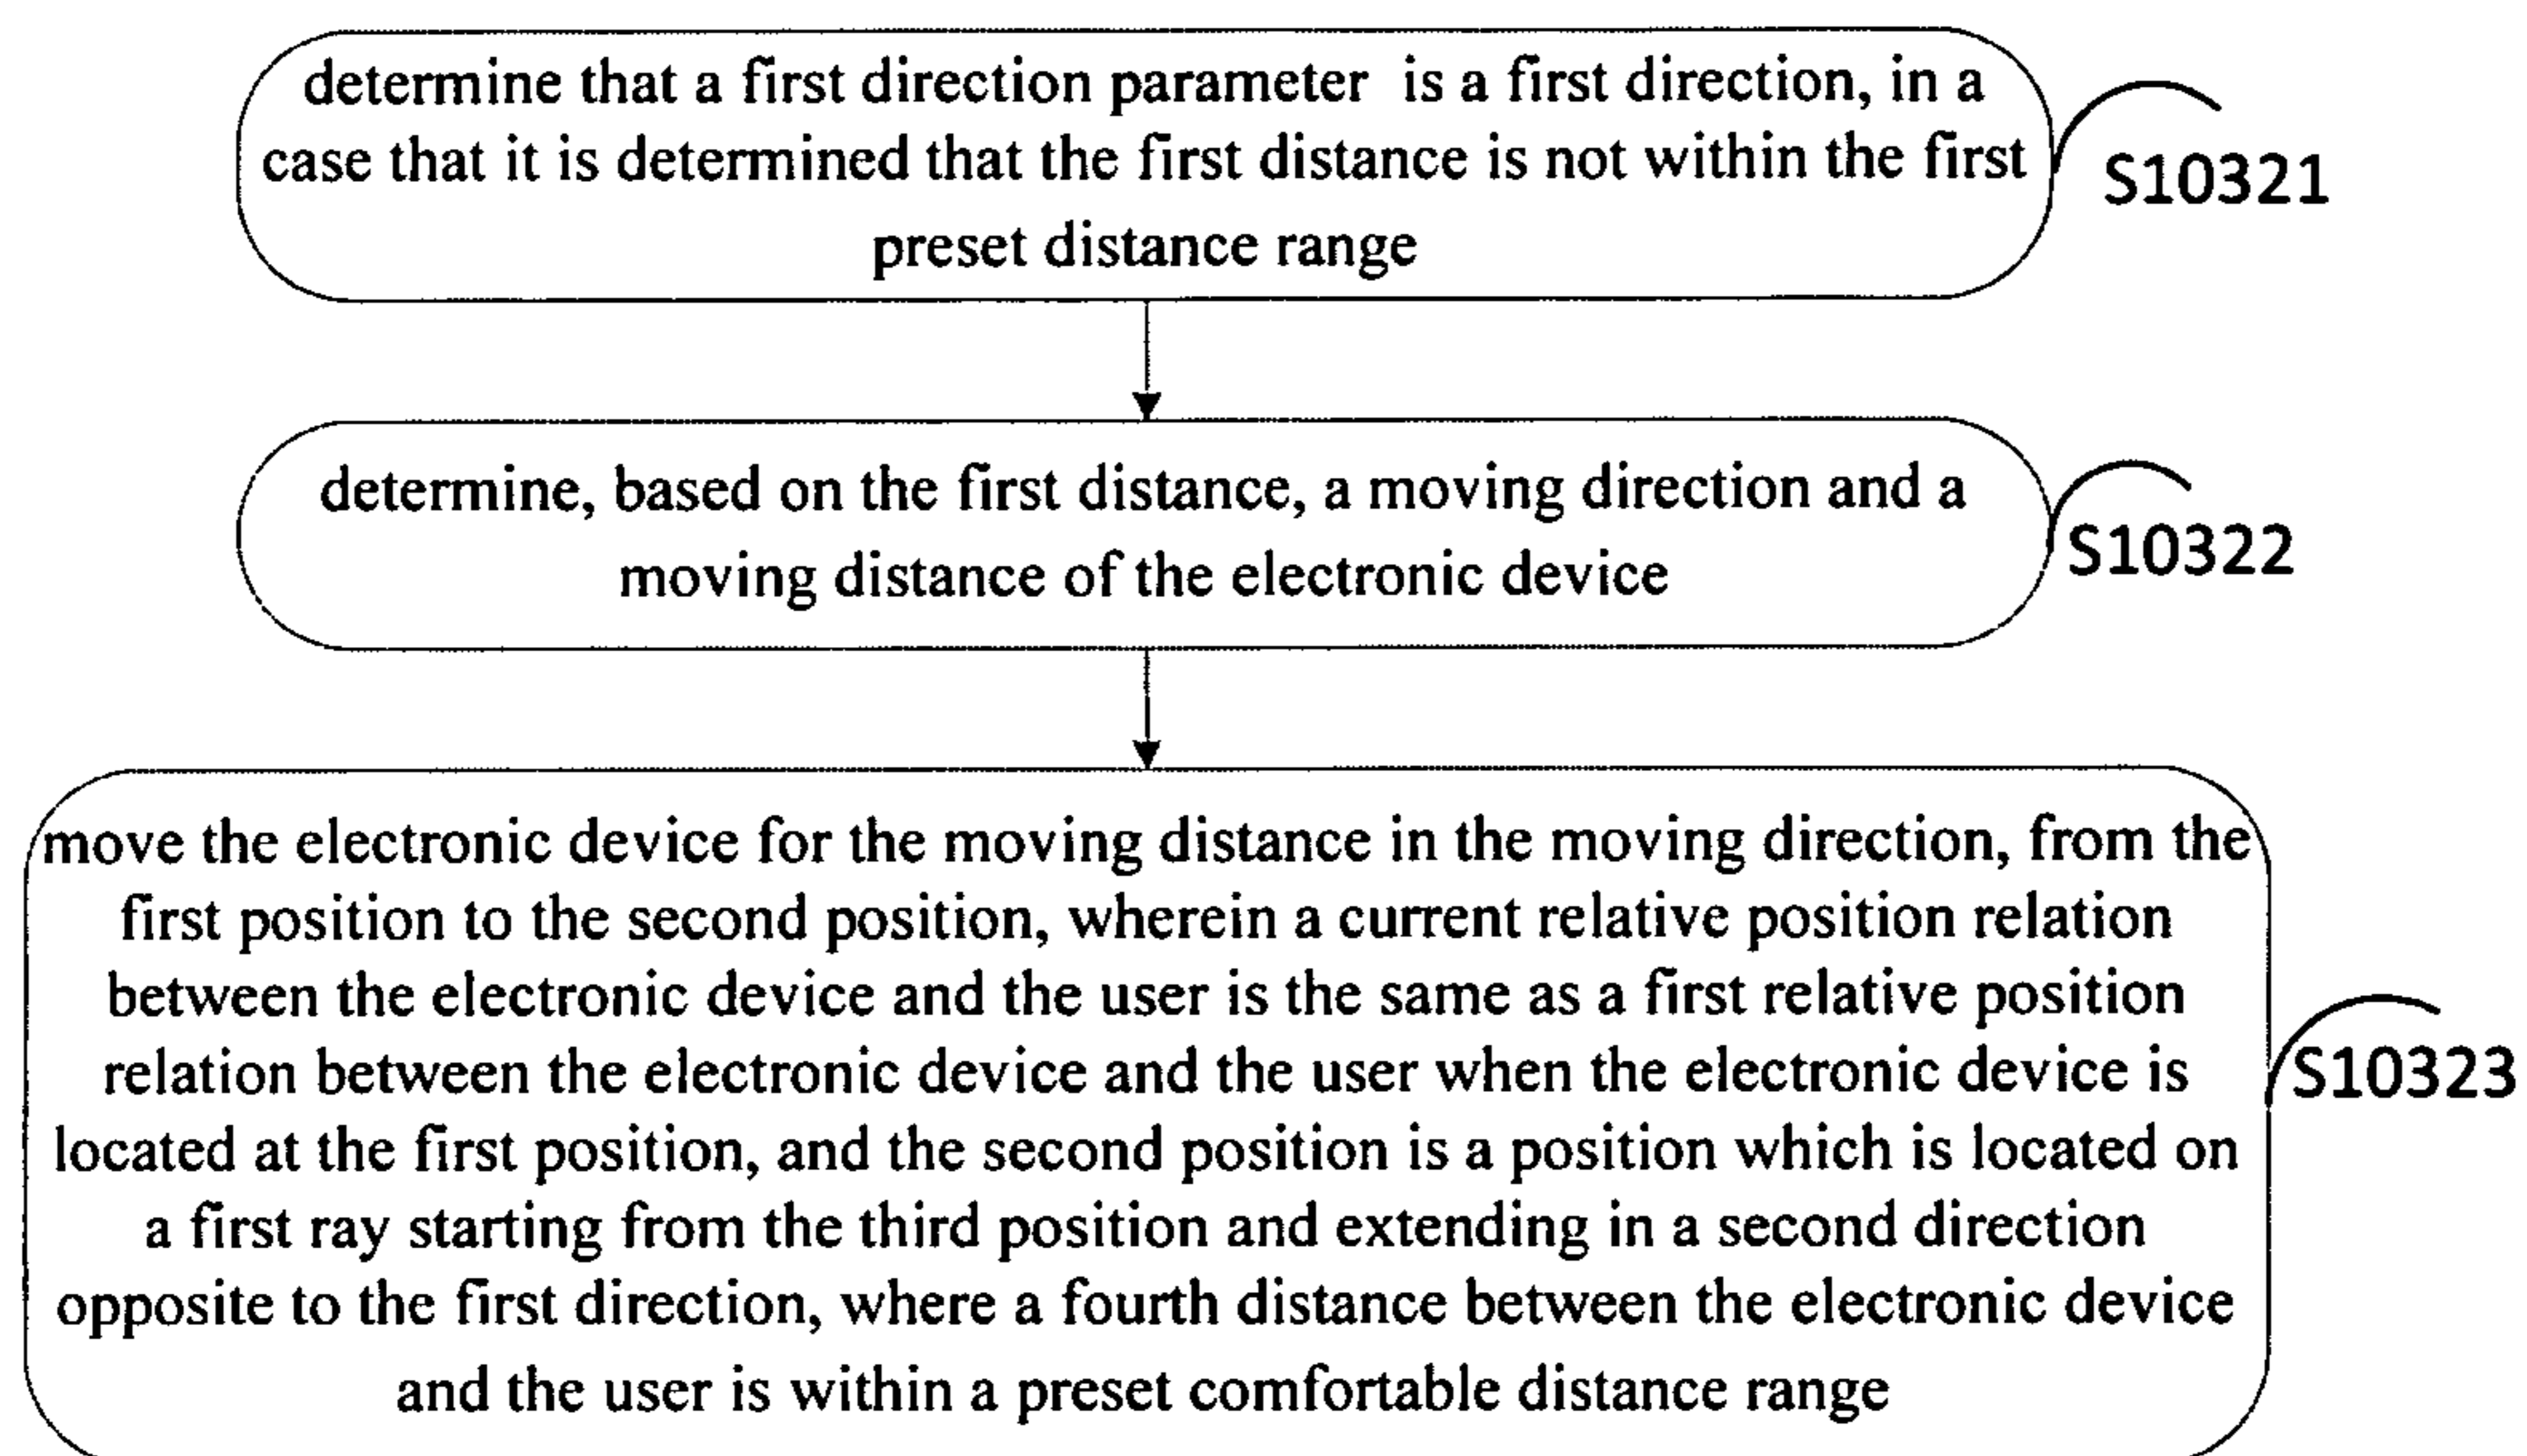 determine that a first direction parameter is a first direction, in a
case that it is determined that the first distance is not within the first
preset distance range
S10321
determine, based on the first distance, a moving direction and a
moving distance of the electronic device
S10322
move the electronic device for the moving distance in the moving direction, from the
first position to the second position, wherein a current relative position relation
between the electronic device and the user is the same as a first relative position
relation between the electronic device and the user when the electronic device is
located at the first position, and the second position is a position which is located on
a first ray starting from the third position and extending in a second direction
opposite to the first direction, where a fourth distance between the electronic device
and the user is within a preset comfortable distance range
S10323